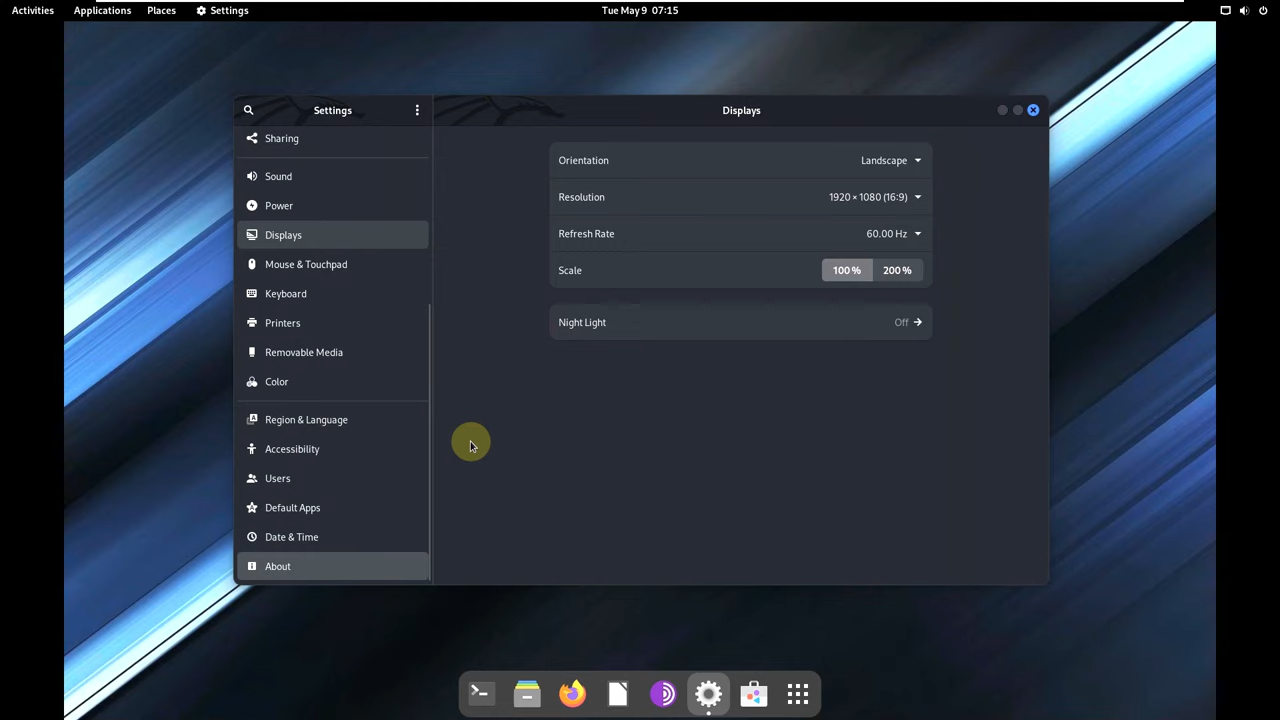 Activities Applications Places Settings Tue May 9 07:15
Settings
Sharing
Sound
Power
Displays
Mouse & Touchpad
Keyboard
Printers
Removable Media
Color
Region & Language
Accessibility
Users
Default Apps
Date & Time
About
Displays
Orientation Landscape
Resolution 1920 × 1080 (16:9)
Refresh Rate 60.00 Hz
Scale 100 % 200 %
Night Light Off